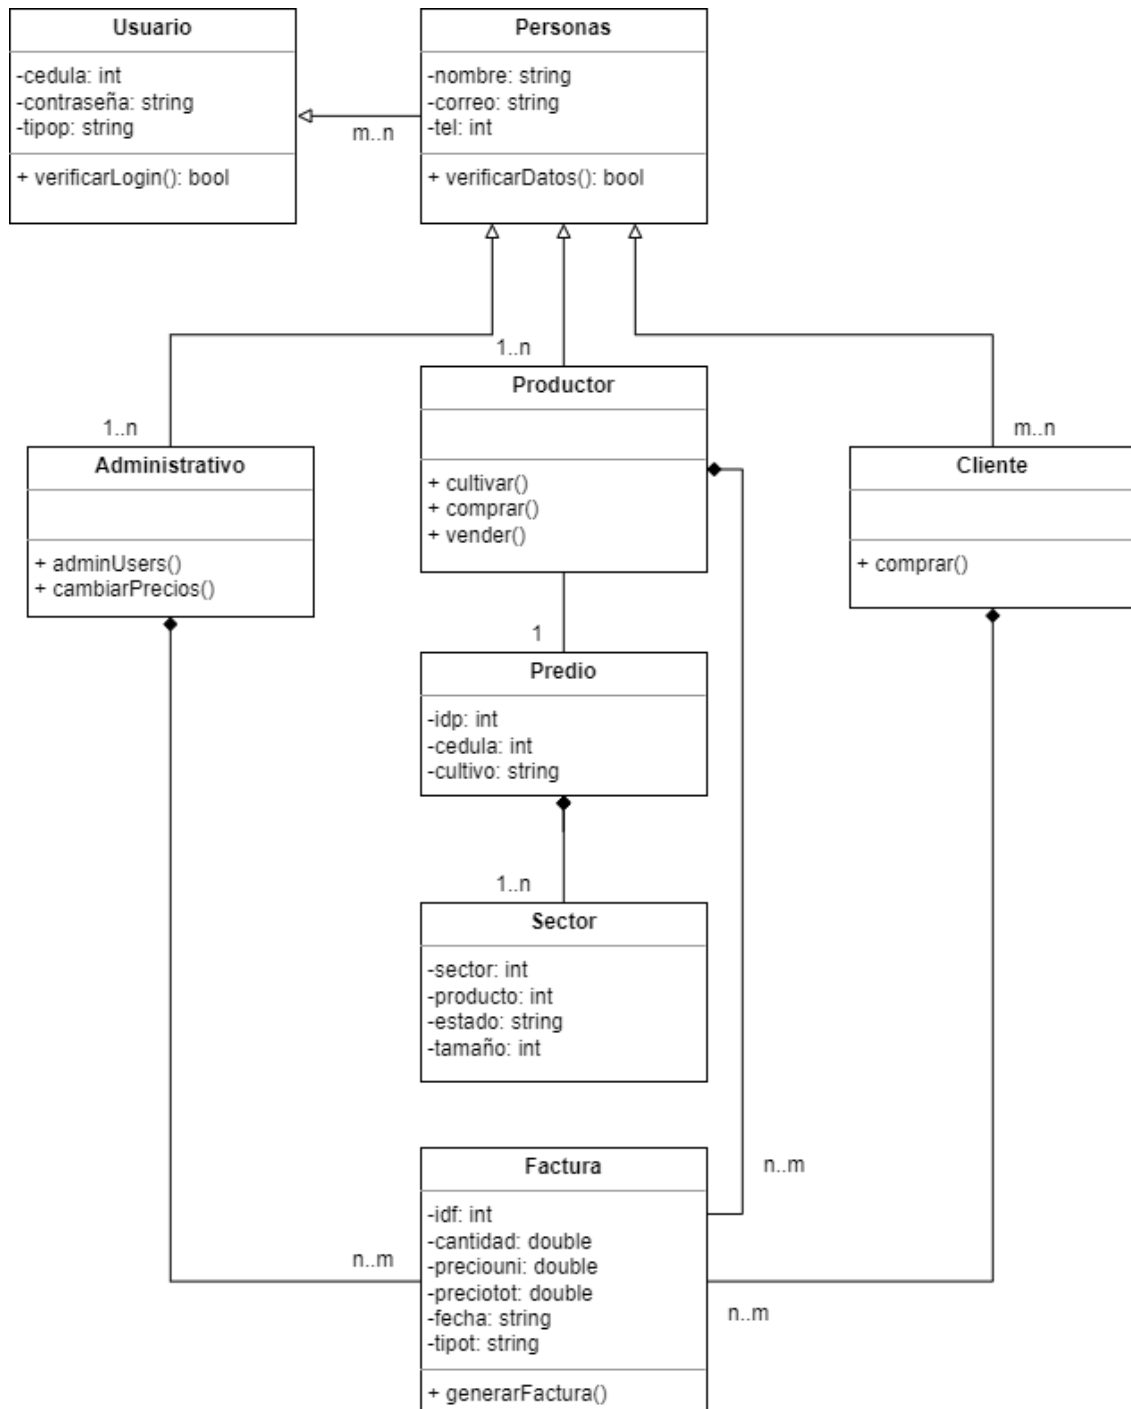 Usuario
-cedula: int
-contraseña: string
-tipop: string
+ verificarLogin(): bool
Personas
-nombre: string
-correo: string
-tel: int
+ verificarDatos(): bool
m..n
1..n
1..n
m..n
Administrativo
+ adminUsers()
+ cambiarPrecios()
Productor
+ cultivar()
+ comprar()
+ vender()
Cliente
+ comprar()
1
Predio
-idp: int
-cedula: int
-cultivo: string
1..n
Sector
-sector: int
-producto: int
-estado: string
-tamaño: int
n..m
n..m
n..m
Factura
-idf: int
-cantidad: double
-preciouni: double
-preciotot: double
-fecha: string
-tipot: string
+ generarFactura()